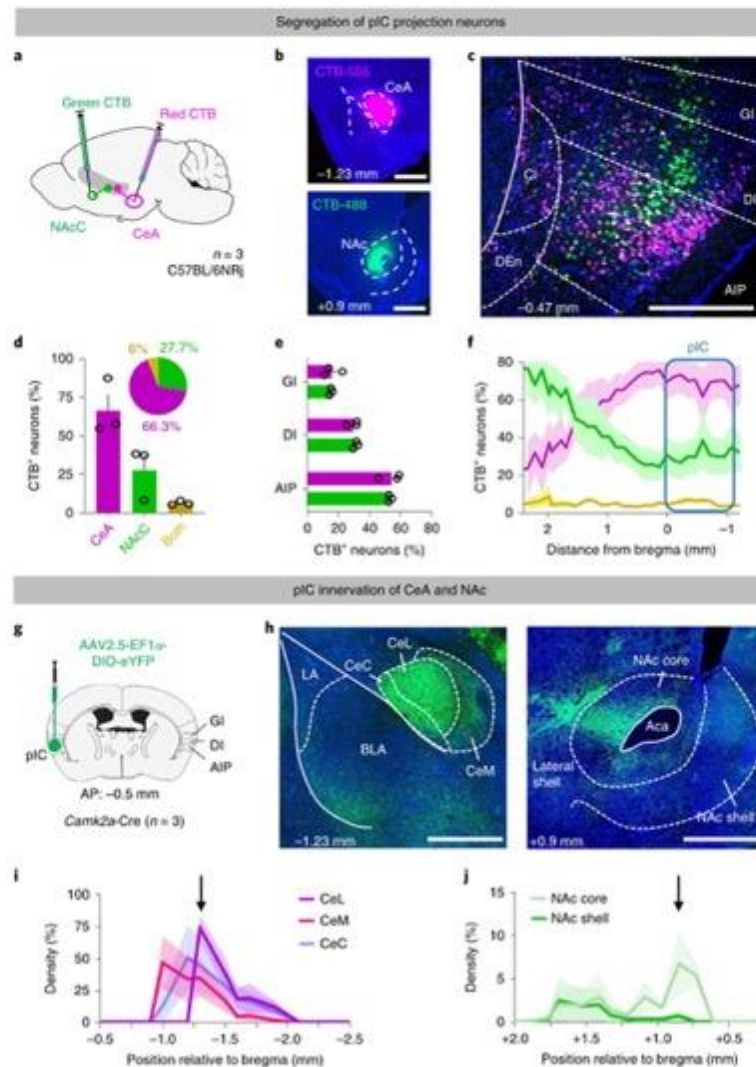 Segregation of pIC projection neurons
a
Green CTB
Red CTB
NAcC
CeA
n = 3
C57BL/6NRj
b
CTB-555
CeA
−1.23 mm
CTB-488
NAc
+0.9 mm
c
GI
CI
DI
DEn
AIP
−0.47 mm
d
CTB+ neurons (%)
100
75
50
25
0
6%
27.7%
66.3%
CeA
NAcC
Both
e
GI
DI
AIP
0 20 40 60 80
CTB+ neurons (%)
f
pIC
CTB+ neurons (%)
80
60
40
20
0
2 1 0 −1
Distance from bregma (mm)
pIC innervation of CeA and NAc
g
AAV2.5-EF1α-
DIO-eYFP
pIC
GI
DI
AIP
AP: −0.5 mm
Camk2a-Cre (n = 3)
h
LA
CeC
CeL
BLA
CeM
−1.23 mm
NAc core
Aca
Lateral
shell
NAc shell
+0.9 mm
i
Density (%)
100
75
50
25
0
CeL
CeM
CeC
−0.5 −1.0 −1.5 −2.0 −2.5
Position relative to bregma (mm)
j
Density (%)
15
10
5
0
NAc core
NAc shell
+2.0 +1.5 +1.0 +0.5
Position relative to bregma (mm)